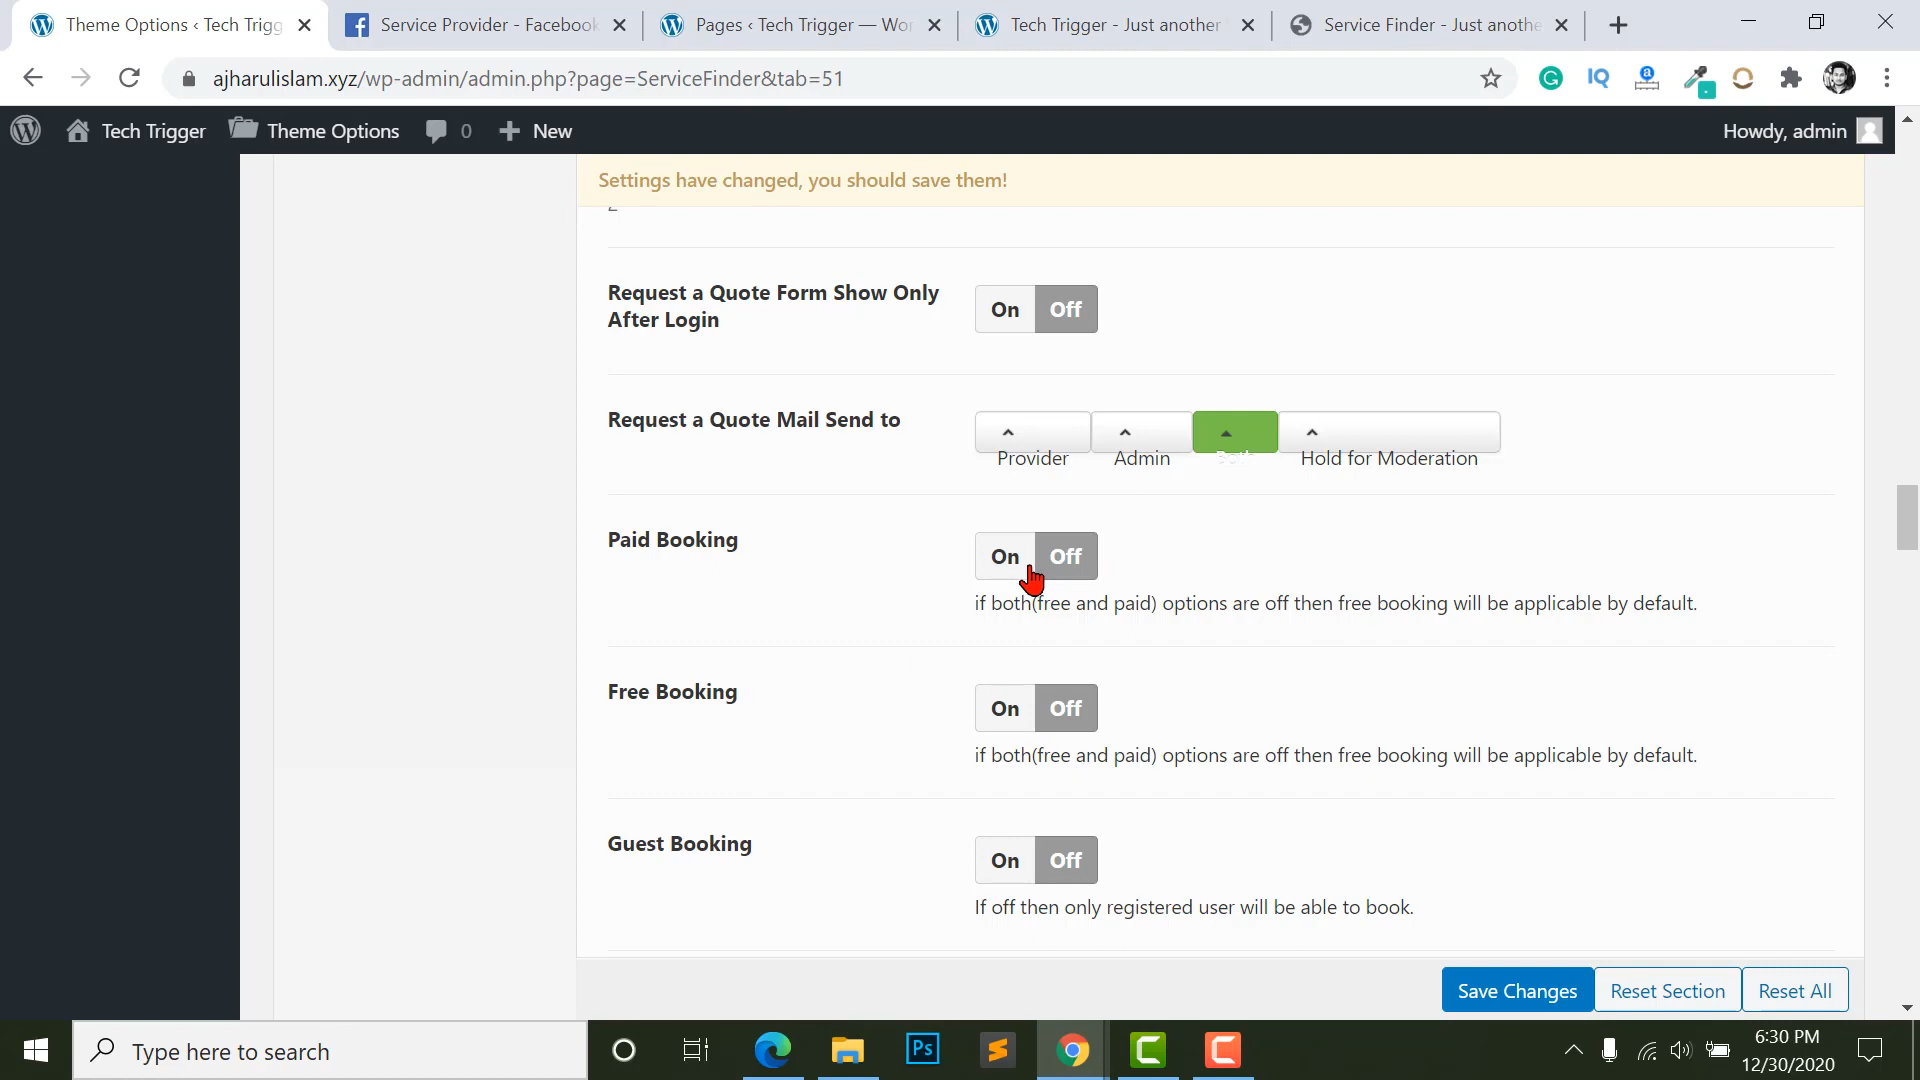 Theme Options ‹ Tech Trigg
Service Provider - Facebook
Pages ‹ Tech Trigger — Wor
Tech Trigger - Just another
Service Finder - Just anothe
ajharulislam.xyz/wp-admin/admin.php?page=ServiceFinder&tab=51
Tech Trigger
Theme Options
0
New
Howdy, admin
Settings have changed, you should save them!
Request a Quote Form Show Only
After Login
On Off
Request a Quote Mail Send to
Provider Admin Both Hold for Moderation
Paid Booking
On Off
if both(free and paid) options are off then free booking will be applicable by default.
Free Booking
On Off
if both(free and paid) options are off then free booking will be applicable by default.
Guest Booking
On Off
If off then only registered user will be able to book.
Save Changes Reset Section Reset All
Type here to search
Ps
6:30 PM
12/30/2020